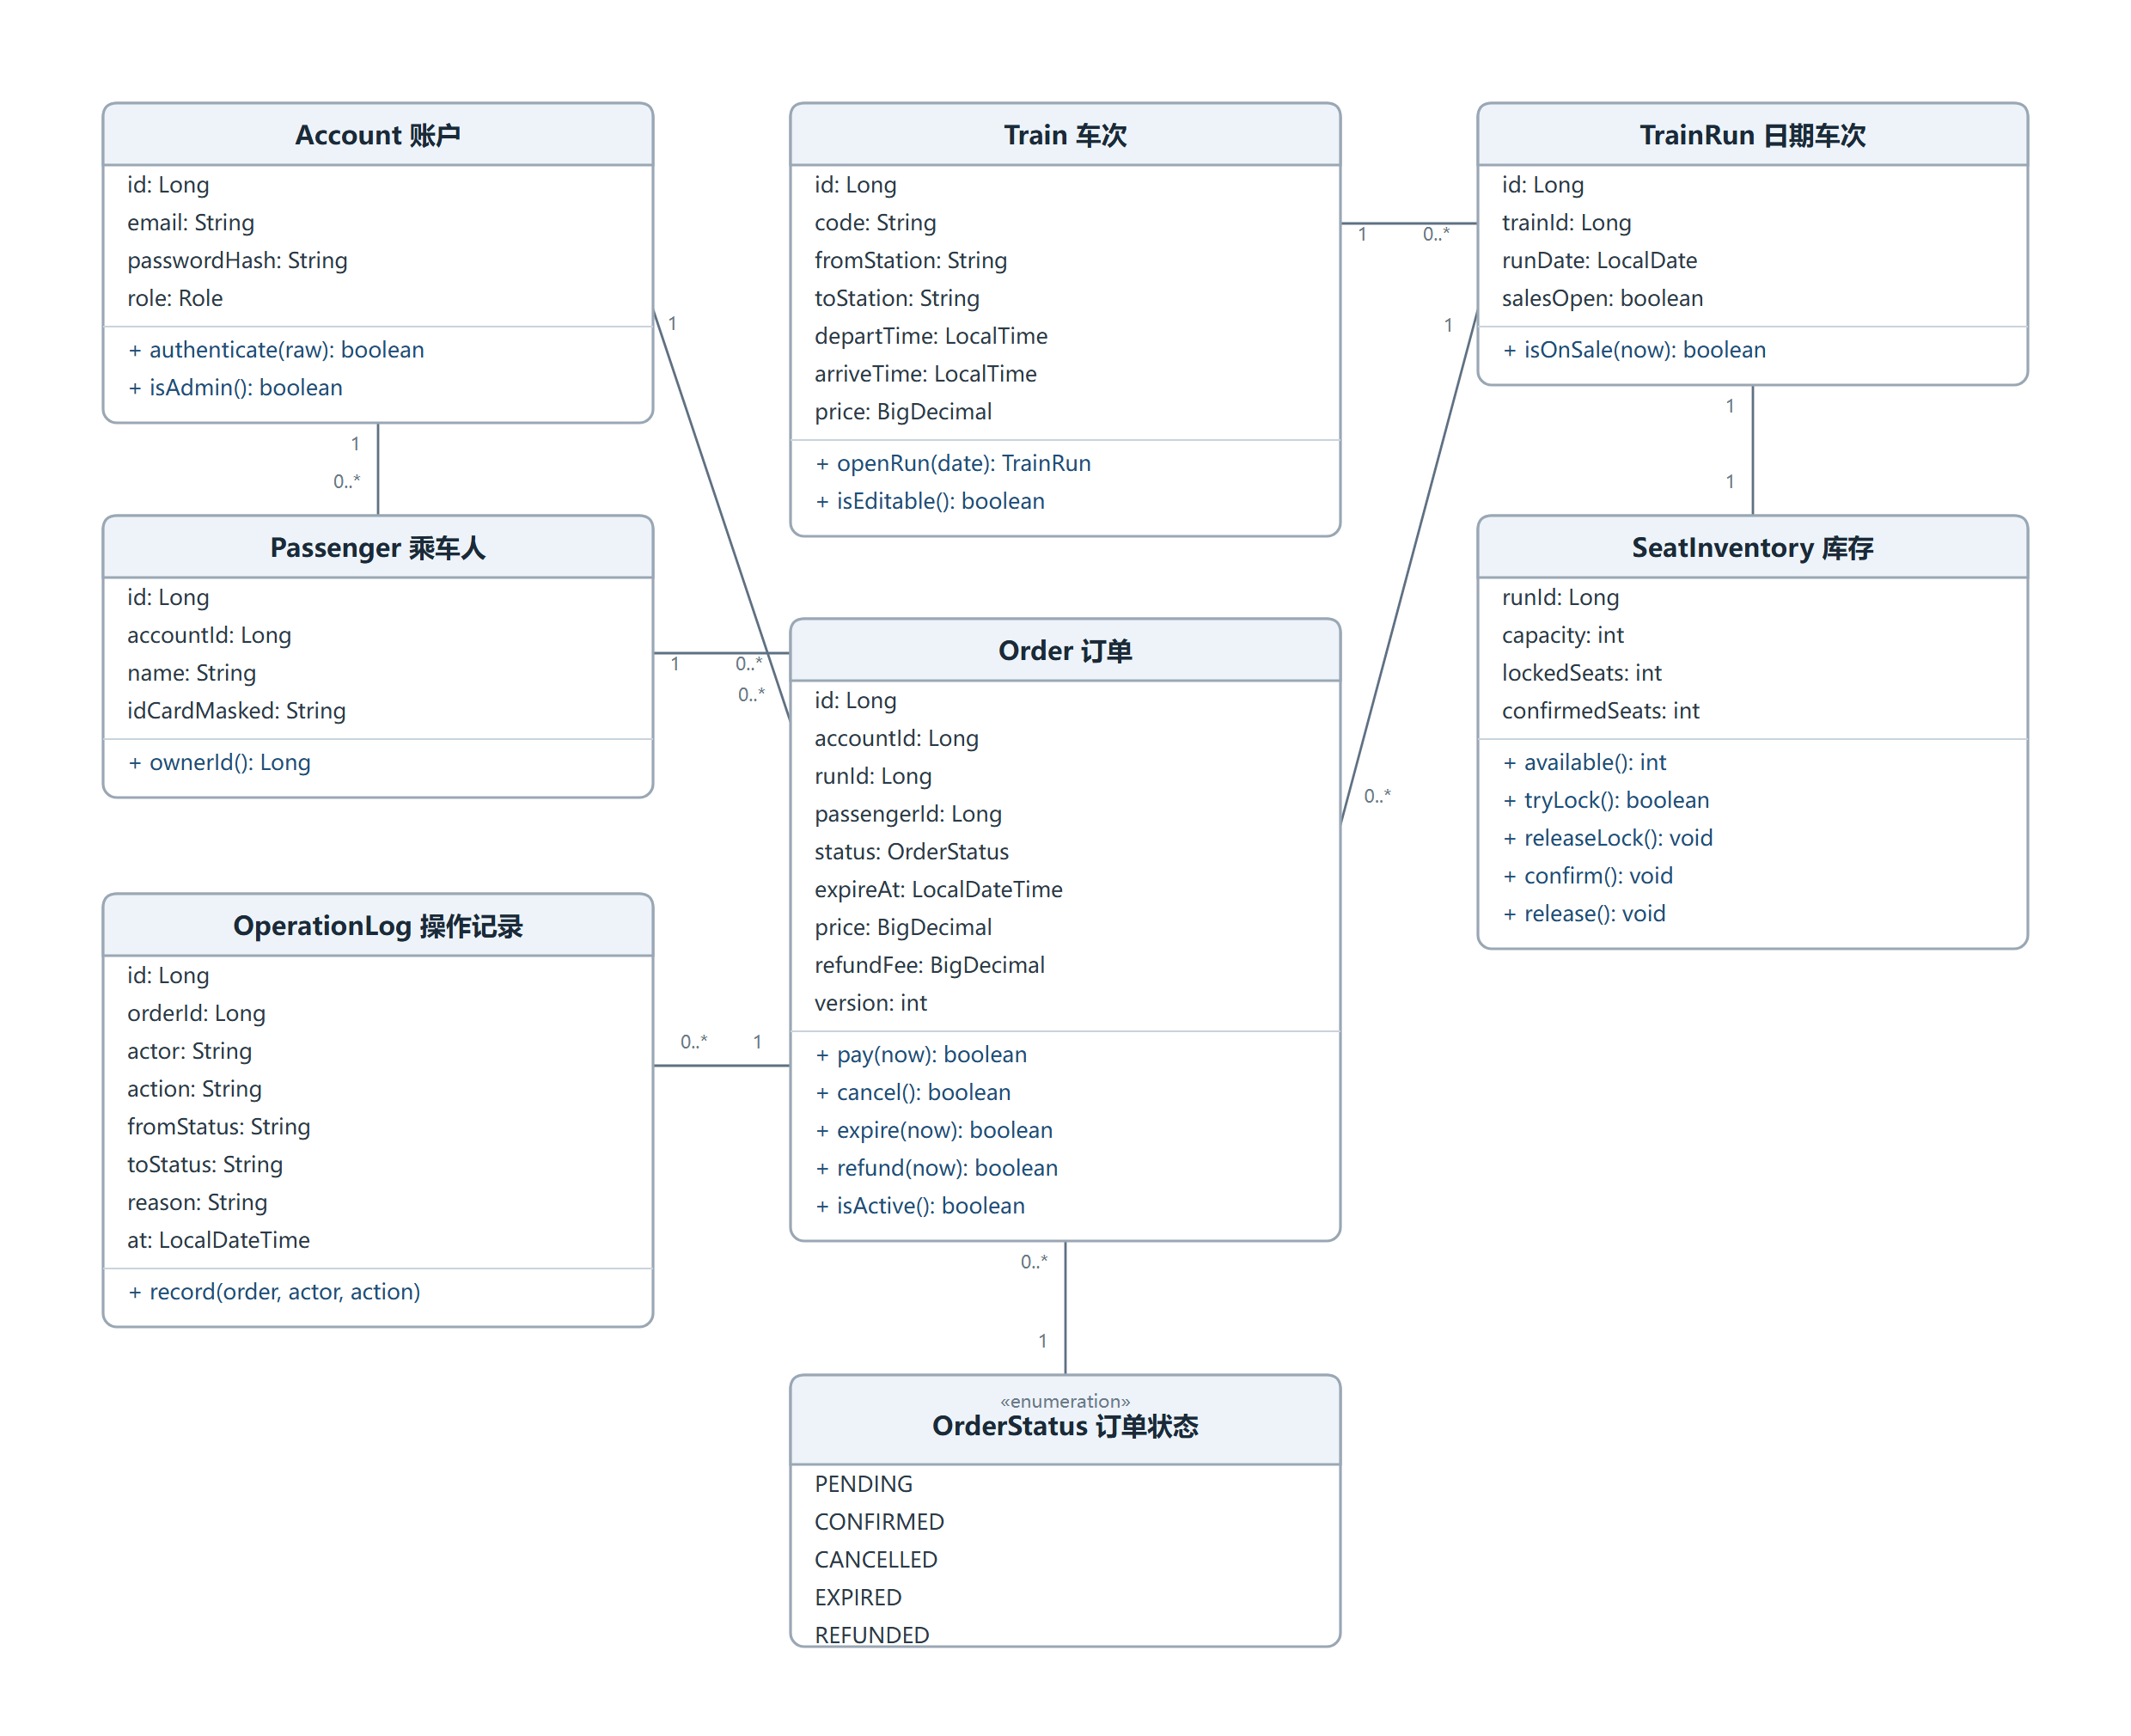 Account 账户
id: Long
email: String
passwordHash: String
role: Role
+ authenticate(raw): boolean
+ isAdmin(): boolean
Train 车次
id: Long
code: String
fromStation: String
toStation: String
departTime: LocalTime
arriveTime: LocalTime
price: BigDecimal
+ openRun(date): TrainRun
+ isEditable(): boolean
TrainRun 日期车次
id: Long
trainId: Long
runDate: LocalDate
salesOpen: boolean
+ isOnSale(now): boolean
1
0..*
1
1
1
0..*
1
1
Passenger 乘车人
id: Long
accountId: Long
name: String
idCardMasked: String
+ ownerId(): Long
1
0..*
0..*
Order 订单
id: Long
accountId: Long
runId: Long
passengerId: Long
status: OrderStatus
expireAt: LocalDateTime
price: BigDecimal
refundFee: BigDecimal
version: int
+ pay(now): boolean
+ cancel(): boolean
+ expire(now): boolean
+ refund(now): boolean
+ isActive(): boolean
0..*
SeatInventory 库存
runId: Long
capacity: int
lockedSeats: int
confirmedSeats: int
+ available(): int
+ tryLock(): boolean
+ releaseLock(): void
+ confirm(): void
+ release(): void
OperationLog 操作记录
id: Long
orderId: Long
actor: String
action: String
fromStatus: String
toStatus: String
reason: String
at: LocalDateTime
+ record(order, actor, action)
0..*
1
0..*
1
«enumeration»
OrderStatus 订单状态
PENDING
CONFIRMED
CANCELLED
EXPIRED
REFUNDED